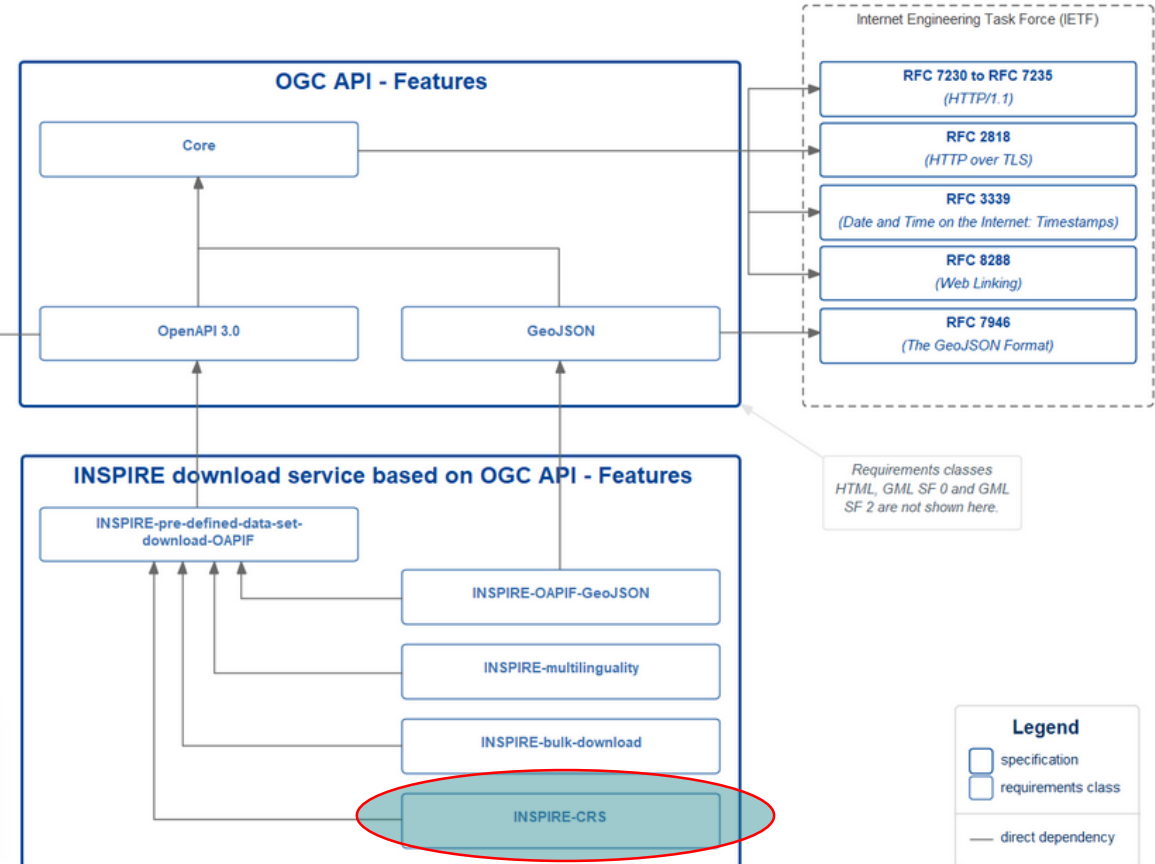 Internet Engineering Task Force (IETF)
OGC API - Features
RFC 7230 to RFC 7235
(HTTP/1.1)
Core
RFC 2818
(HTTP over TLS)
RFC 3339
(Date and Time on the Internet: Timestamps)
RFC 8288
(Web Linking)
OpenAPI 3.0
GeoJSON
RFC 7946
(The GeoJSON Format)
INSPIRE download service based on OGC API - Features
Requirements classes
HTML, GML SF 0 and GML
SF 2 are not shown here.
INSPIRE-pre-defined-data-set-
download-OAPIF
INSPIRE-OAPIF-GeoJSON
INSPIRE-multilinguality
INSPIRE-bulk-download
INSPIRE-CRS
Legend
specification
requirements class
direct dependency